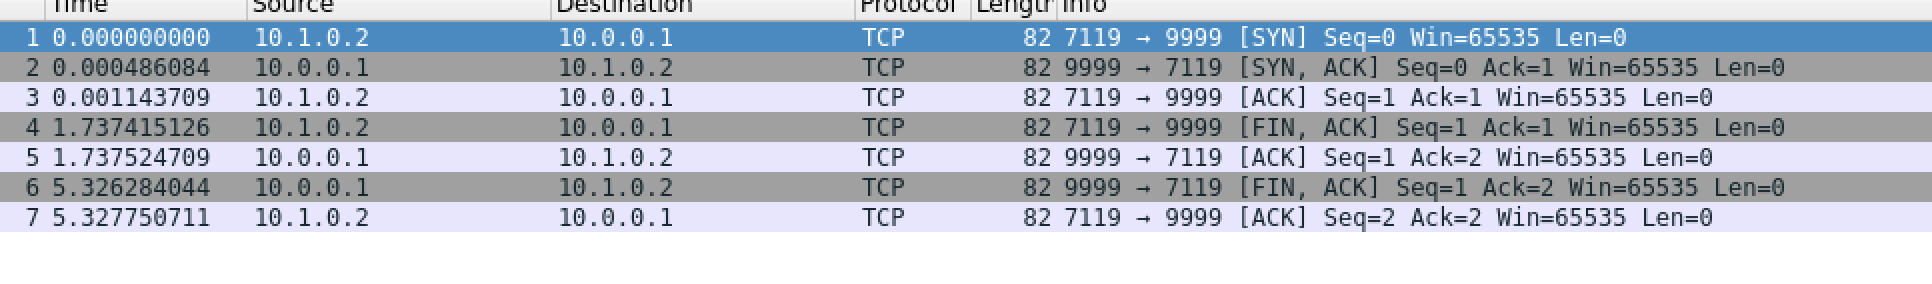 Time Source Destination Protocol Length Info
1 0.000000000 10.1.0.2 10.0.0.1 TCP 82 7119 → 9999 [SYN] Seq=0 Win=65535 Len=0
2 0.000486084 10.0.0.1 10.1.0.2 TCP 82 9999 → 7119 [SYN, ACK] Seq=0 Ack=1 Win=65535 Len=0
3 0.001143709 10.1.0.2 10.0.0.1 TCP 82 7119 → 9999 [ACK] Seq=1 Ack=1 Win=65535 Len=0
4 1.737415126 10.1.0.2 10.0.0.1 TCP 82 7119 → 9999 [FIN, ACK] Seq=1 Ack=1 Win=65535 Len=0
5 1.737524709 10.0.0.1 10.1.0.2 TCP 82 9999 → 7119 [ACK] Seq=1 Ack=2 Win=65535 Len=0
6 5.326284044 10.0.0.1 10.1.0.2 TCP 82 9999 → 7119 [FIN, ACK] Seq=1 Ack=2 Win=65535 Len=0
7 5.327750711 10.1.0.2 10.0.0.1 TCP 82 7119 → 9999 [ACK] Seq=2 Ack=2 Win=65535 Len=0